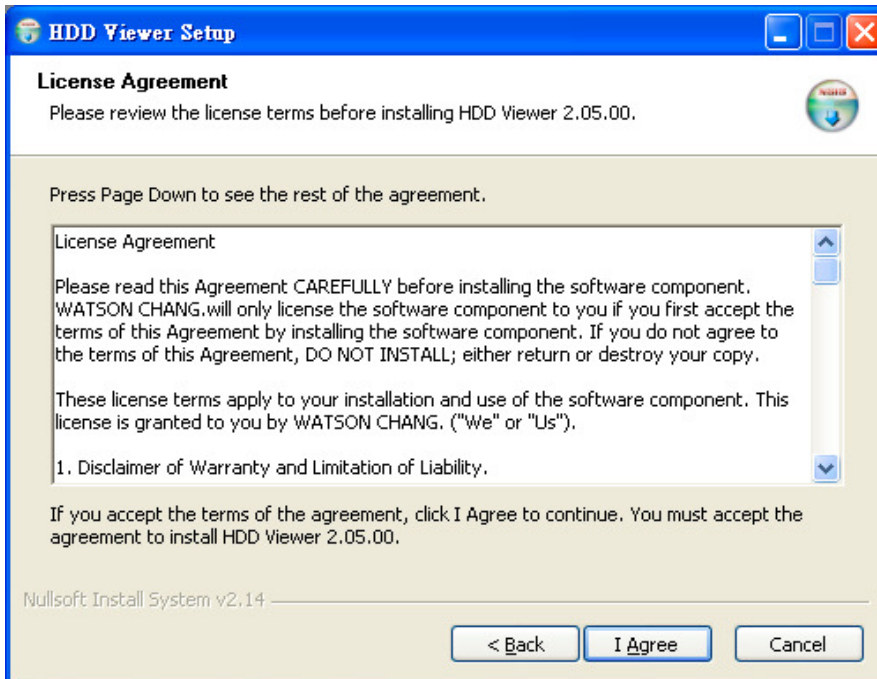 HDD Viewer Setup
License Agreement
Please review the license terms before installing HDD Viewer 2.05.00.
Press Page Down to see the rest of the agreement.
License Agreement
Please read this Agreement CAREFULLY before installing the software component.
WATSON CHANG.will only license the software component to you if you first accept the
terms of this Agreement by installing the software component. If you do not agree to
the terms of this Agreement, DO NOT INSTALL; either return or destroy your copy.
These license terms apply to your installation and use of the software component. This
license is granted to you by WATSON CHANG. ("We" or "Us").
1. Disclaimer of Warranty and Limitation of Liability.
If you accept the terms of the agreement, click I Agree to continue. You must accept the
agreement to install HDD Viewer 2.05.00.
Nullsoft Install System v2.14
< Back
I Agree
Cancel